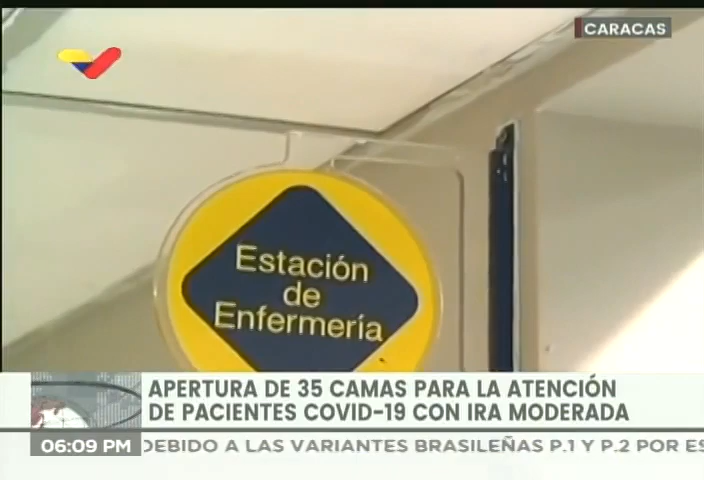 CARACAS
Estación
de
Enfermería
APERTURA DE 35 CAMAS PARA LA ATENCIÓN
DE PACIENTES COVID-19 CON IRA MODERADA
06:09 PM
DEBIDO A LAS VARIANTES BRASILEÑAS P.1 Y P.2 POR ES